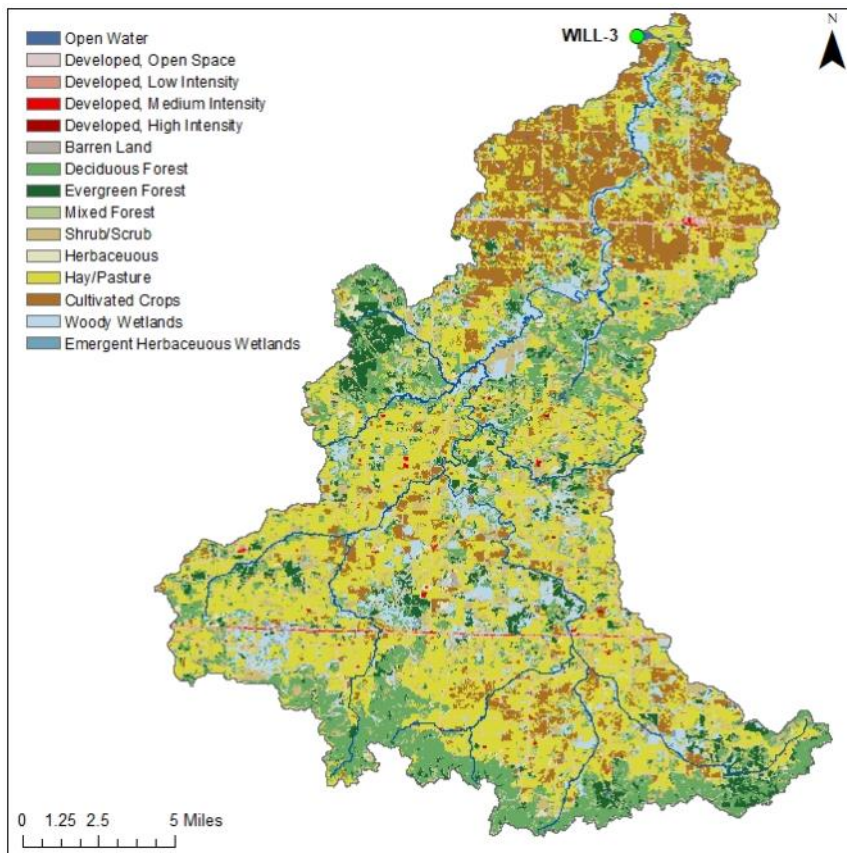 WILL-3
N
Open Water
Developed, Open Space
Developed, Low Intensity
Developed, Medium Intensity
Developed, High Intensity
Barren Land
Deciduous Forest
Evergreen Forest
Mixed Forest
Shrub/Scrub
Herbaceuous
Hay/Pasture
Cultivated Crops
Woody Wetlands
Emergent Herbaceuous Wetlands
0 1.25 2.5 5 Miles